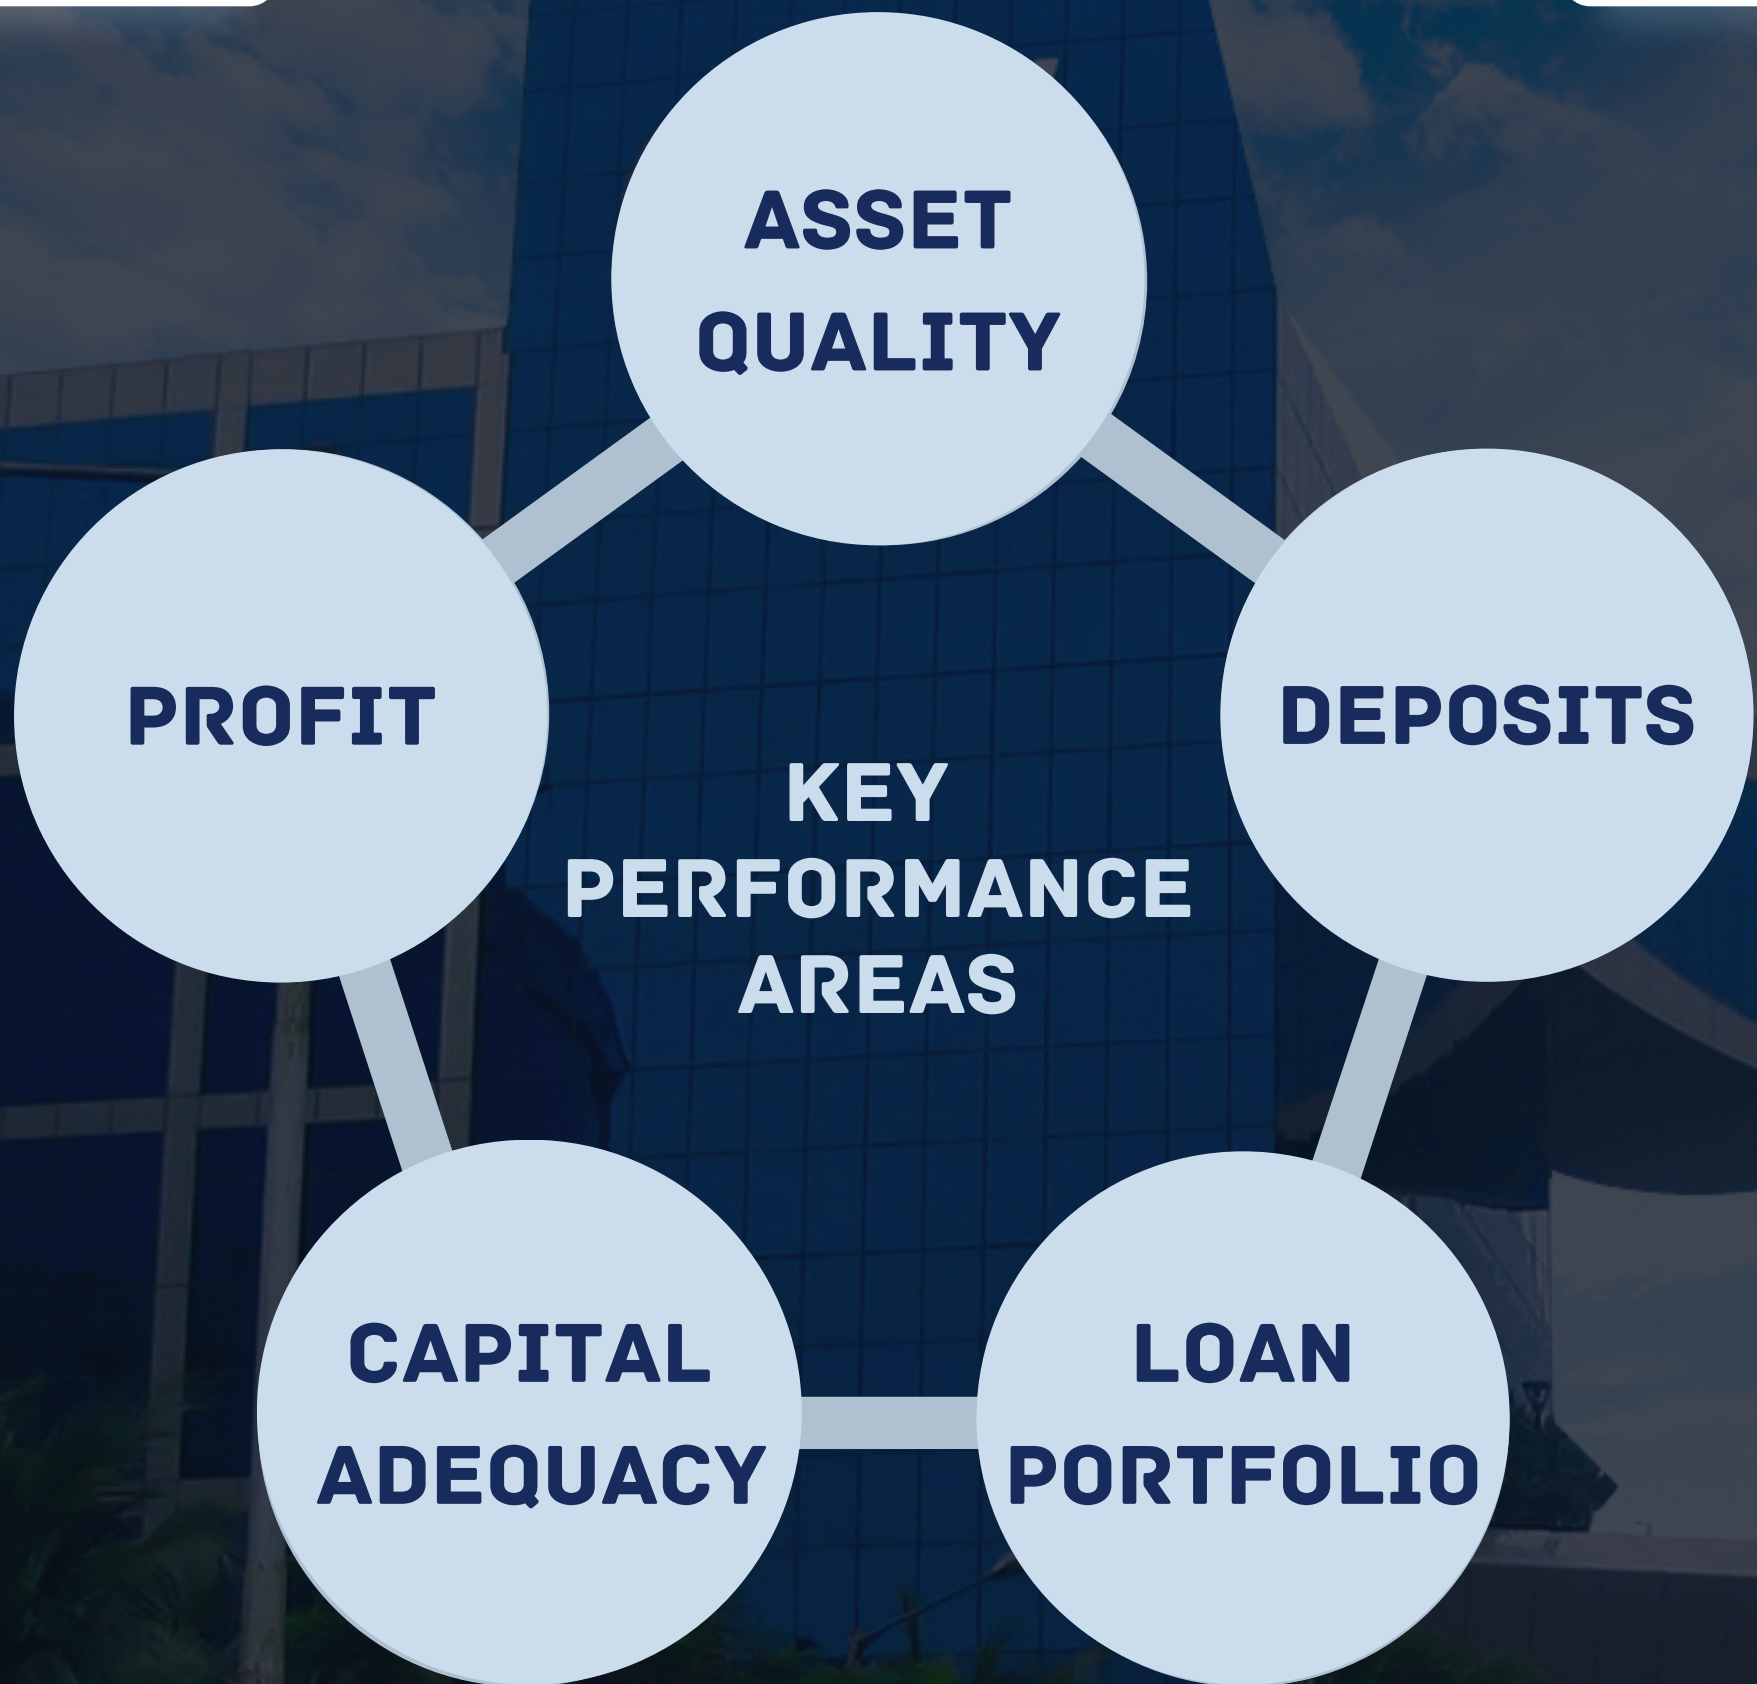 ASSET
QUALITY
PROFIT
DEPOSITS
KEY
PERFORMANCE
AREAS
CAPITAL
ADEQUACY
LOAN
PORTFOLIO